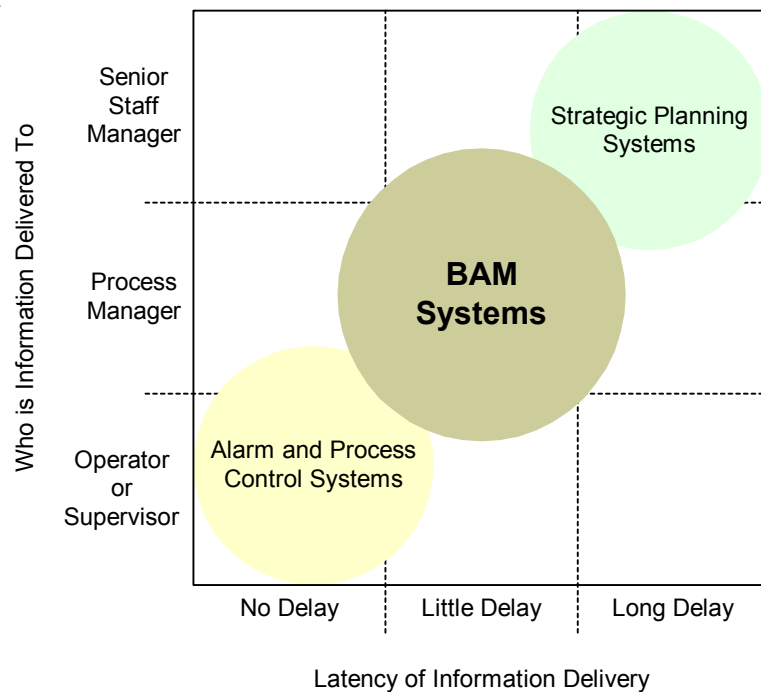 Who is Information Delivered To
Senior
Staff
Manager
Process
Manager
Operator
or
Supervisor
Strategic Planning
Systems
BAM
Systems
Alarm and Process
Control Systems
No Delay
Little Delay
Long Delay
Latency of Information Delivery